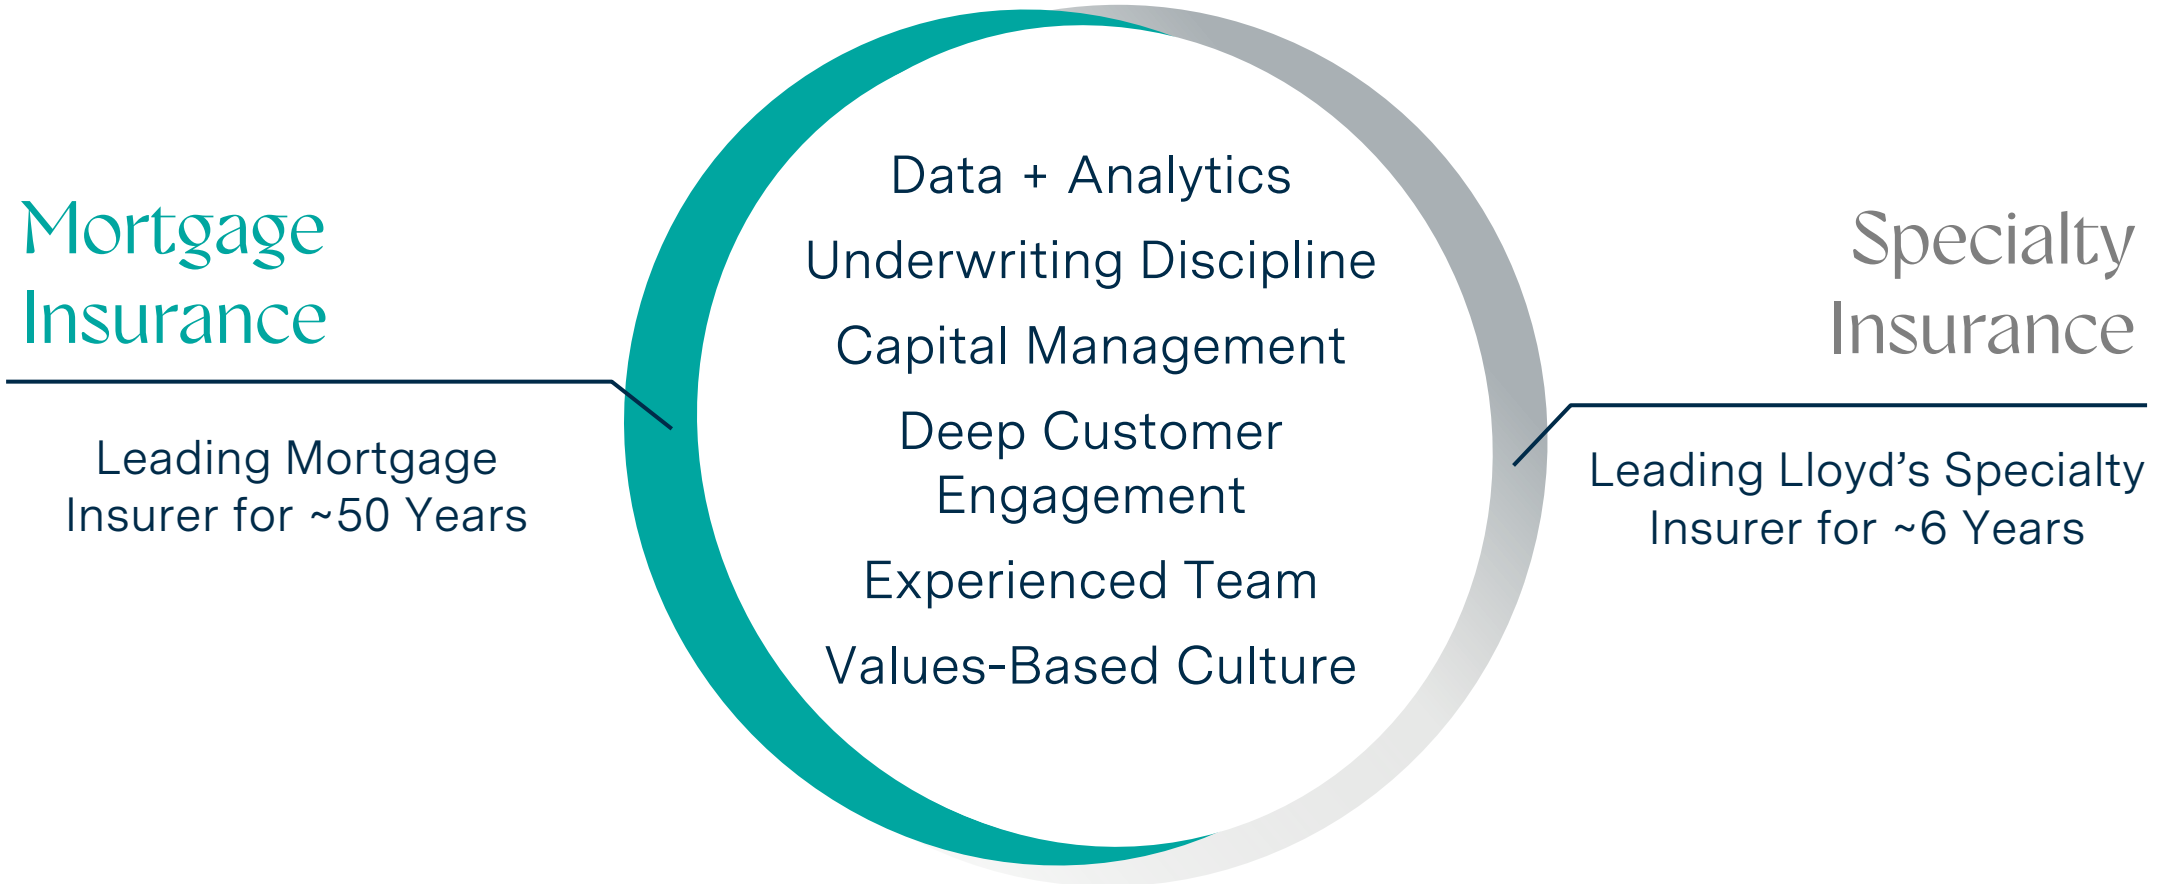 Mortgage
Insurance
Leading Mortgage
Insurer for ~50 Years
Data + Analytics
Underwriting Discipline
Capital Management
Deep Customer
Engagement
Experienced Team
Values-Based Culture
Specialty
Insurance
Leading Lloyd’s Specialty
Insurer for ~6 Years